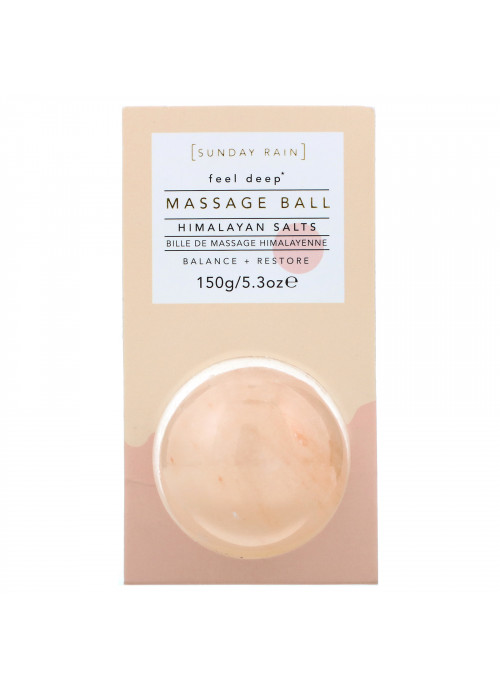 [SUNDAY RAIN]
feel deep*
MASSAGE BALL
HIMALAYAN SALTS
BILLE DE MASSAGE HIMALAYENNE
BALANCE + RESTORE
150g/5.3oz℮